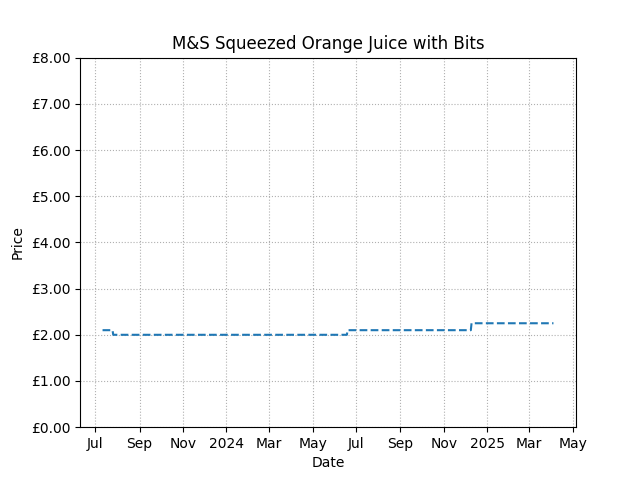 M&S Squeezed Orange Juice with Bits
£8.00
£7.00
£6.00
£5.00
£4.00
£3.00
£2.00
£1.00
£0.00
Price
Jul Sep Nov 2024 Mar May Jul Sep Nov 2025 Mar May
Date